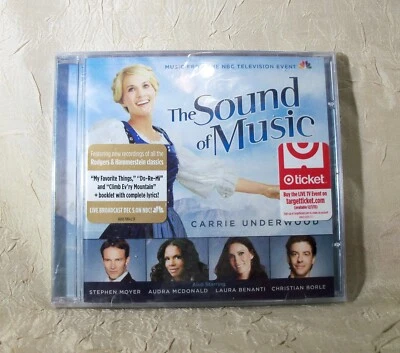 MUSIC FROM THE NBC TELEVISION EVENT
The Sound
of Music
Featuring new recordings of all the
Rodgers & Hammerstein classics
"My Favorite Things," "Do-Re-Mi"
and "Climb Ev'ry Mountain"
+ booklet with complete lyrics!
LIVE BROADCAST DEC 5 ON NBC!
ticket
Buy the LIVE TV Event on
Targetticket.com
CARRIE UNDERWOOD
Also Starring
STEPHEN MOYER AUDRA MCDONALD LAURA BENANTI CHRISTIAN BORLE